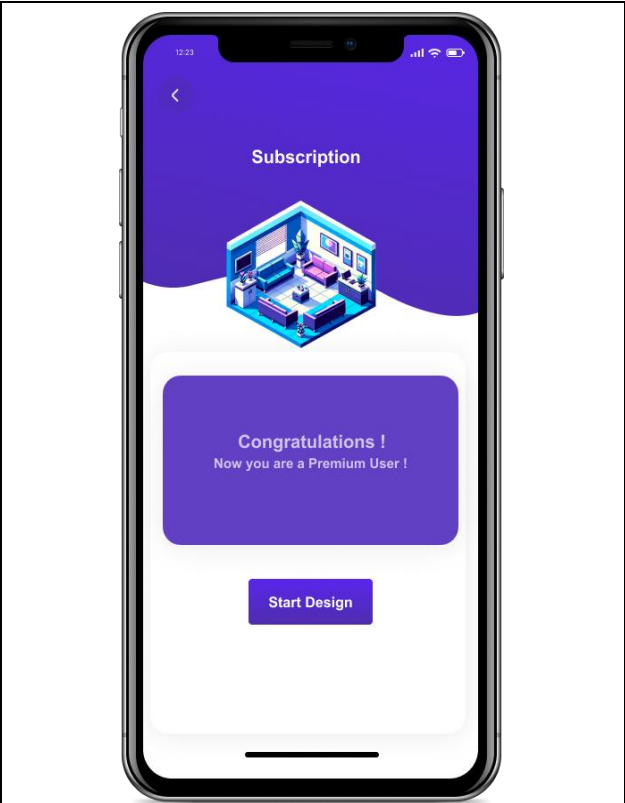 12:23
Subscription
Congratulations !
Now you are a Premium User !
Start Design